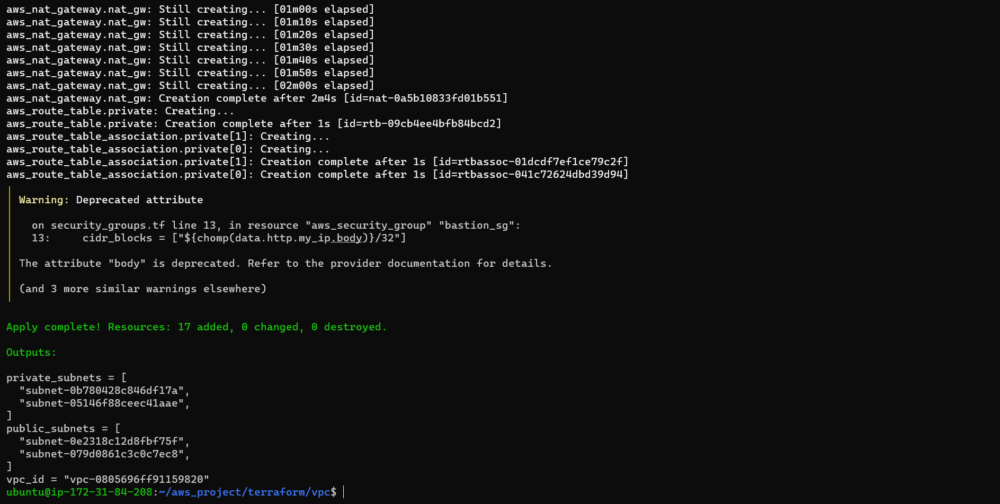 aws_nat_gateway.nat_gw: Still creating... [01m00s elapsed]
aws_nat_gateway.nat_gw: Still creating... [01m10s elapsed]
aws_nat_gateway.nat_gw: Still creating... [01m20s elapsed]
aws_nat_gateway.nat_gw: Still creating... [01m30s elapsed]
aws_nat_gateway.nat_gw: Still creating... [01m40s elapsed]
aws_nat_gateway.nat_gw: Still creating... [01m50s elapsed]
aws_nat_gateway.nat_gw: Still creating... [02m00s elapsed]
aws_nat_gateway.nat_gw: Creation complete after 2m4s [id=nat-0a5b10833fd01b551]
aws_route_table.private: Creating...
aws_route_table.private: Creation complete after 1s [id=rtb-09cb4ee4bfb84bcd2]
aws_route_table_association.private[1]: Creating...
aws_route_table_association.private[0]: Creating...
aws_route_table_association.private[1]: Creation complete after 1s [id=rtbassoc-01dcdf7ef1ce79c2f]
aws_route_table_association.private[0]: Creation complete after 1s [id=rtbassoc-041c72624dbd39d94]
Warning: Deprecated attribute
on security_groups.tf line 13, in resource "aws_security_group" "bastion_sg":
13:     cidr_blocks = ["${chomp(data.http.my_ip.body)}/32"]
The attribute "body" is deprecated. Refer to the provider documentation for details.
(and 3 more similar warnings elsewhere)
Apply complete! Resources: 17 added, 0 changed, 0 destroyed.
Outputs:
private_subnets = [
  "subnet-0b780428c846df17a",
  "subnet-05146f88ceec41aae",
]
public_subnets = [
  "subnet-0e2318c12d8fbf75f",
  "subnet-079d0861c3c0c7ec8",
]
vpc_id = "vpc-0805696ff91159820"
ubuntu@ip-172-31-84-208:~/aws_project/terraform/vpc$